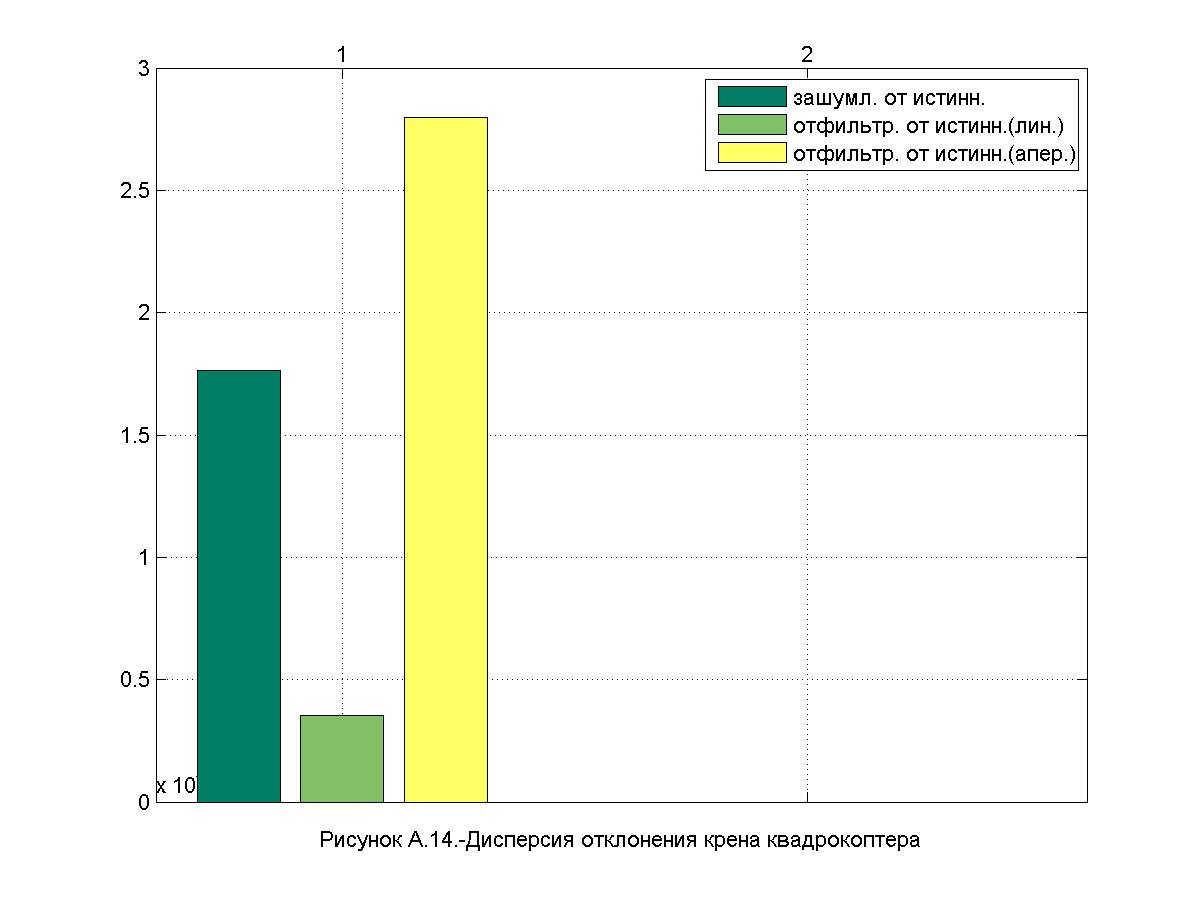 1 2
3
зашумл. от истинн.
отфильтр. от истинн.(лин.)
отфильтр. от истинн.(апер.)
2.5
2
1.5
1
0.5
x 10
0
Рисунок А.14.-Дисперсия отклонения крена квадрокоптера